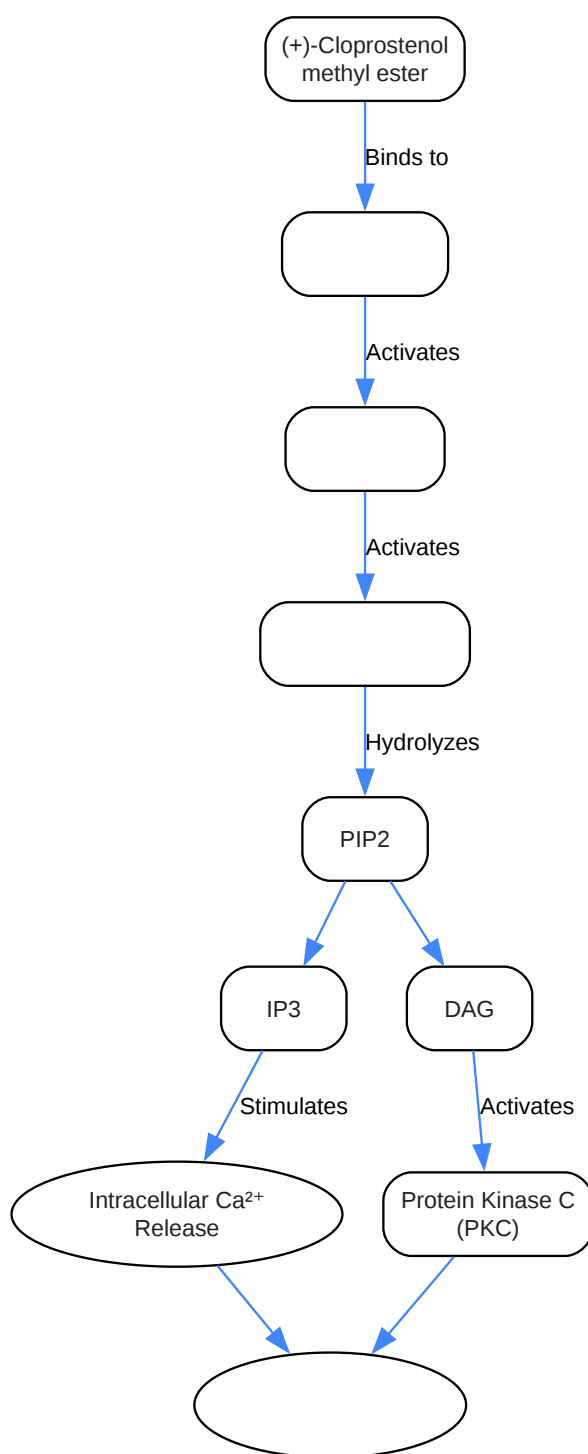 (+)-Cloprostenol
methyl ester
Binds to
Activates
Activates
Hydrolyzes
PIP2
IP3
DAG
Stimulates
Activates
Intracellular Ca²⁺
Release
Protein Kinase C
(PKC)